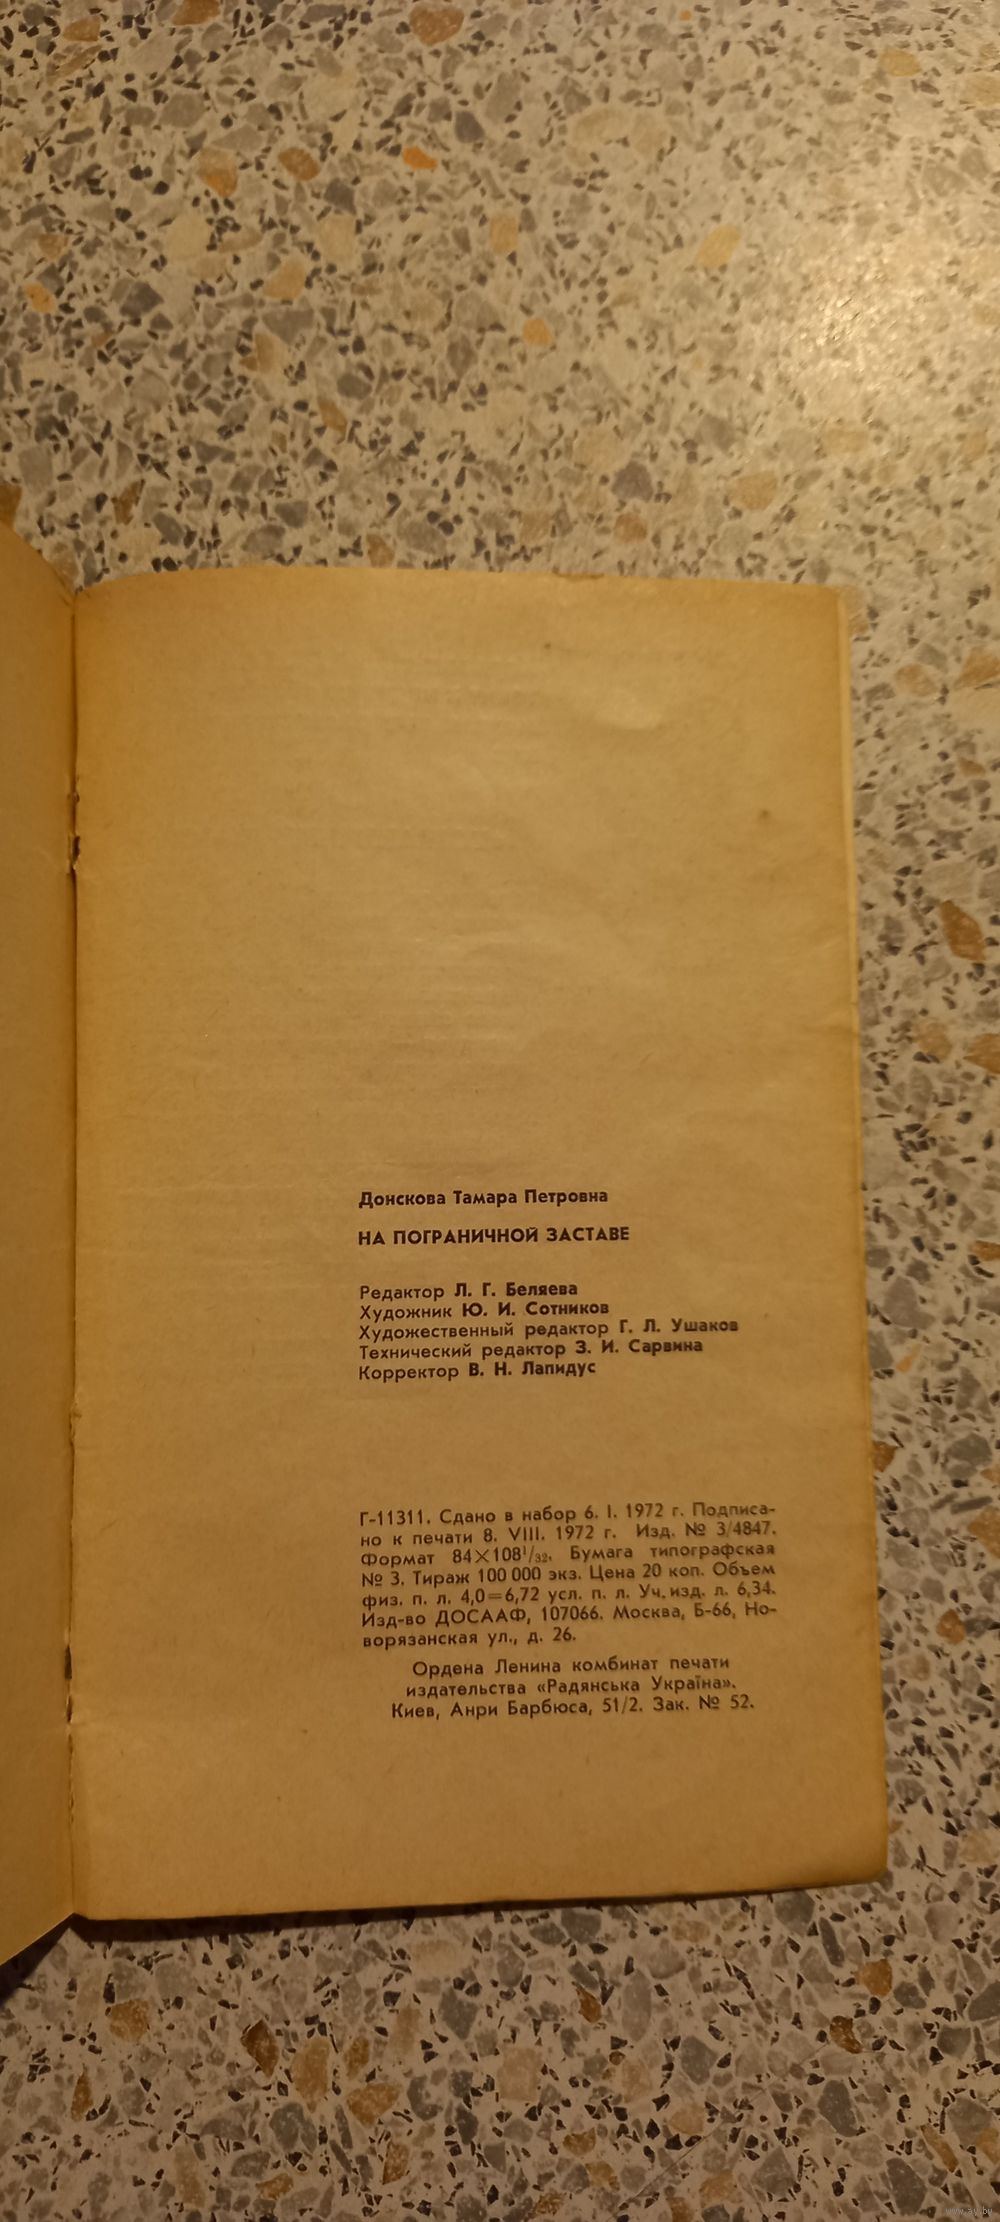 Донскова Тамара Петровна
НА ПОГРАНИЧНОЙ ЗАСТАВЕ
Редактор Л. Г. Беляева
Художник Ю. И. Сотников
Художественный редактор Г. Л. Ушаков
Технический редактор З. И. Сарвина
Корректор В. Н. Лапидус
Г-11311. Сдано в набор 6. I. 1972 г. Подписа-
но к печати 8. VIII. 1972 г. Изд. № 3/4847.
Формат 84×108¹/₃₂. Бумага типографская
№ 3. Тираж 100 000 экз. Цена 20 коп. Объем
физ. п. л. 4,0=6,72 усл. п. л. Уч.изд. л. 6,34.
Изд-во ДОСААФ, 107066. Москва, Б-66, Но-
ворязанская ул., д. 26.
Ордена Ленина комбинат печати
издательства «Радянська Україна».
Киев, Анри Барбюса, 51/2. Зак. № 52.
www.ay.by